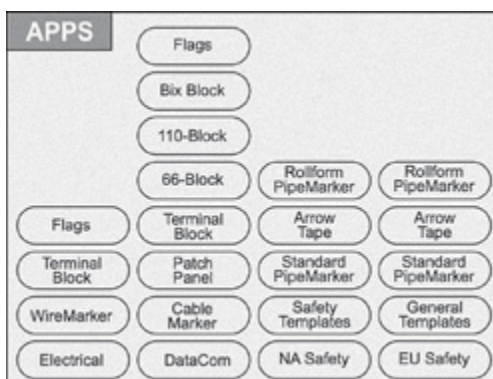 APPS
Flags
Bix Block
110-Block
66-Block
Rollform
PipeMarker
Rollform
PipeMarker
Flags
Terminal
Block
Arrow
Tape
Arrow
Tape
Terminal
Block
Patch
Panel
Standard
PipeMarker
Standard
PipeMarker
WireMarker
Cable
Marker
Safety
Templates
General
Templates
Electrical
DataCom
NA Safety
EU Safety